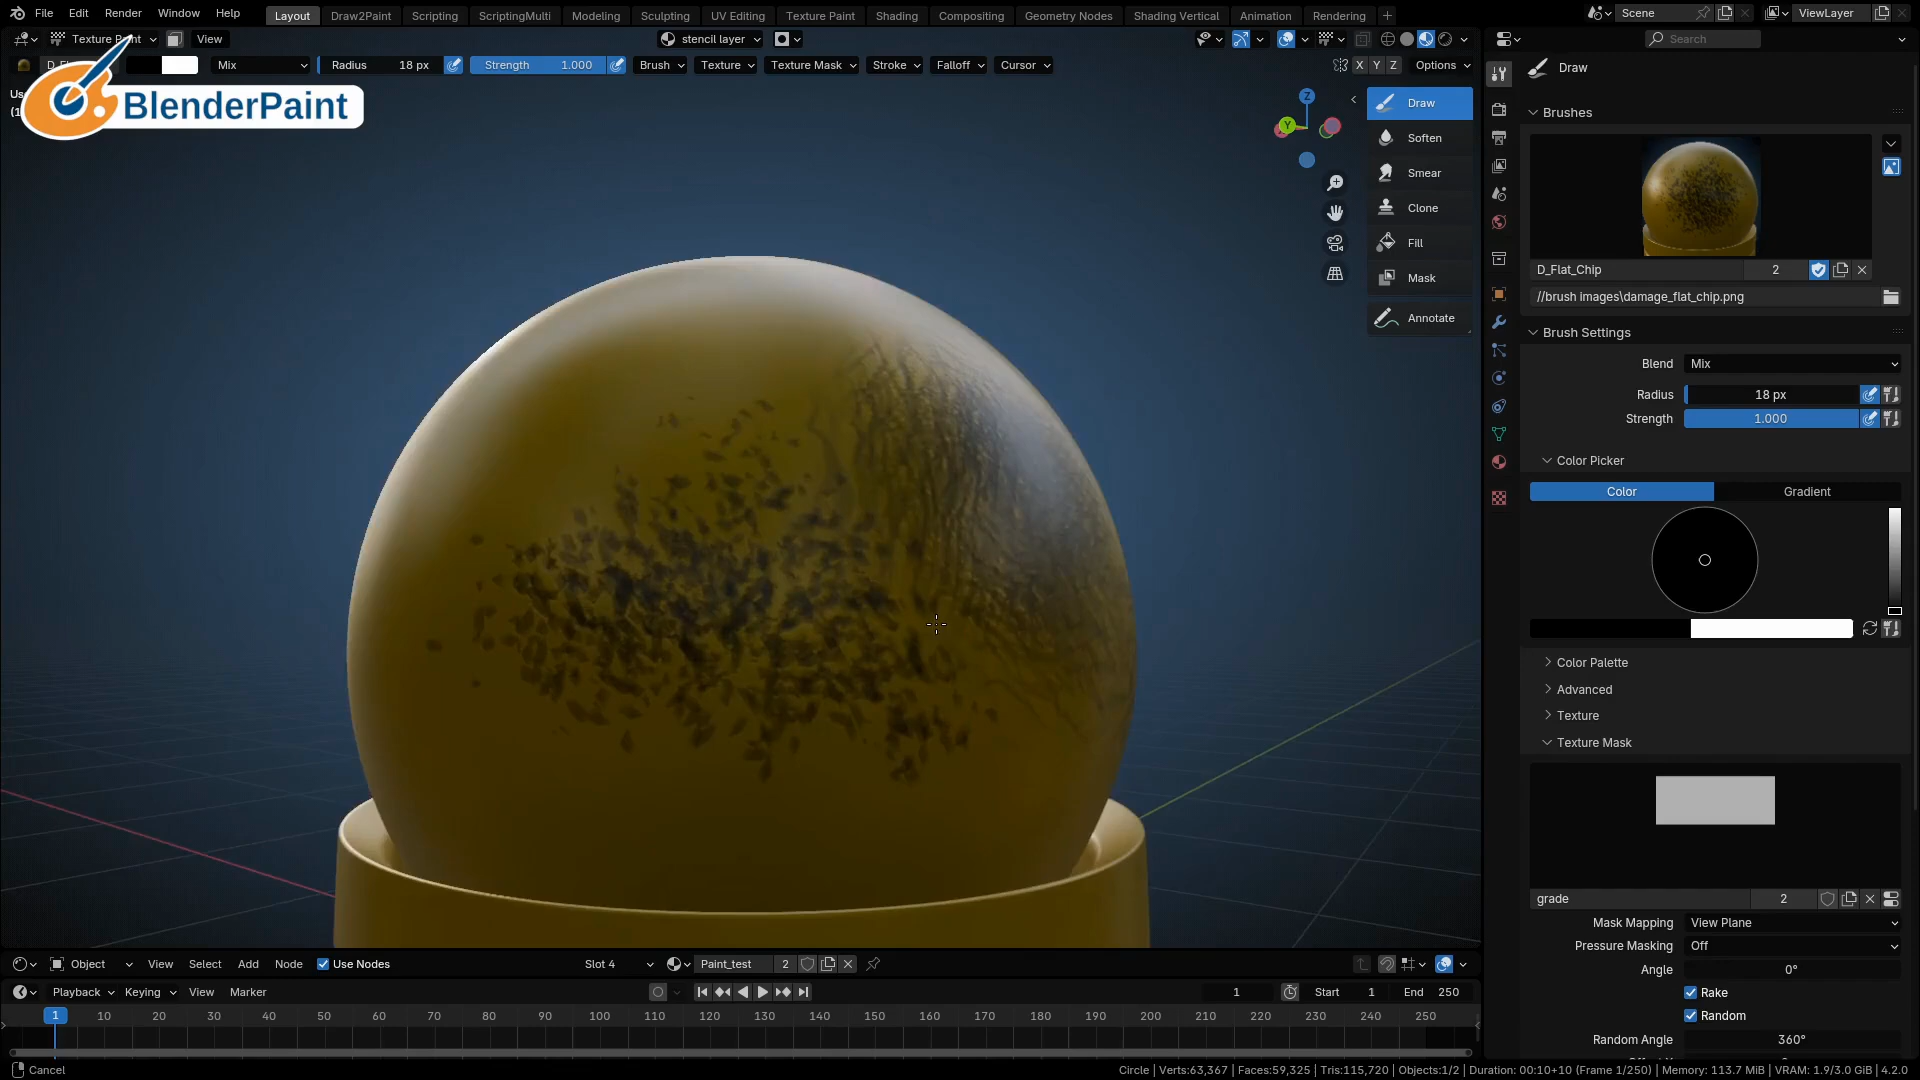 File Edit Render Window Help
Layout Draw2Paint Scripting ScriptingMulti Modeling Sculpting UV Editing Texture Paint Shading Compositing Geometry Nodes Shading Vertical Animation Rendering +
Scene
ViewLayer
Texture View
stencil layer
Search
Mix
Radius 18 px
Strength 1.000
Brush Texture Texture Mask Stroke Falloff Cursor
X Y Z Options
BlenderPaint
Z
Y
Draw
Soften
Smear
Clone
Fill
Mask
Annotate
Draw
Brushes
D_Flat_Chip 2
//brush images\damage_flat_chip.png
Brush Settings
Blend Mix
Radius 18 px
Strength 1.000
Color Picker
Color Gradient
Color Palette
Advanced
Texture
Texture Mask
grade 2
Mask Mapping View Plane
Pressure Masking Off
Angle 0°
Rake
Random
Random Angle 360°
Object View Select Add Node Use Nodes Slot 4 Paint_test 2
Playback Keying View Marker 1 Start 1 End 250
1 10 20 30 40 50 60 70 80 90 100 110 120 130 140 150 160 170 180 190 200 210 220 230 240 250
Cancel
Circle | Verts:63,367 | Faces:59,325 | Tris:115,720 | Objects:1/2 | Duration: 00:10+10 (Frame 1/250) | Memory: 113.7 MiB | VRAM: 1.9/3.0 GiB | 4.2.0